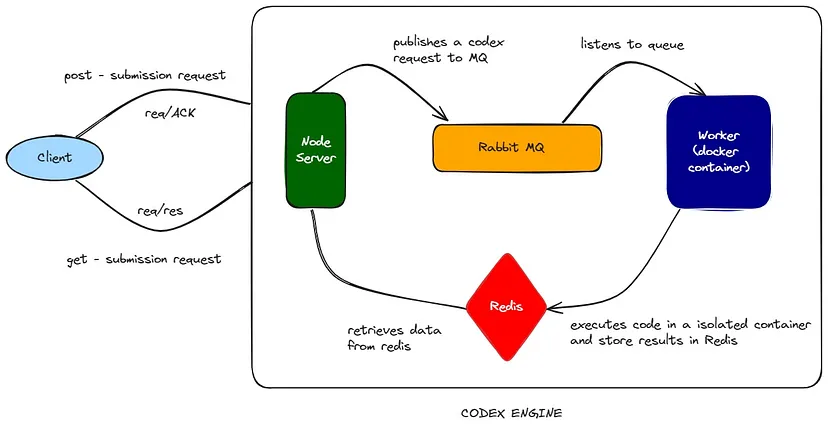 publishes a codex
request to MQ
listens to queue
post - submission request
req/ACK
Client
Node
Server
Rabbit MQ
Worker
(docker
container)
req/res
get - submission request
Redis
retrieves data
from redis
executes code in a isolated container
and store results in Redis
CODEX ENGINE